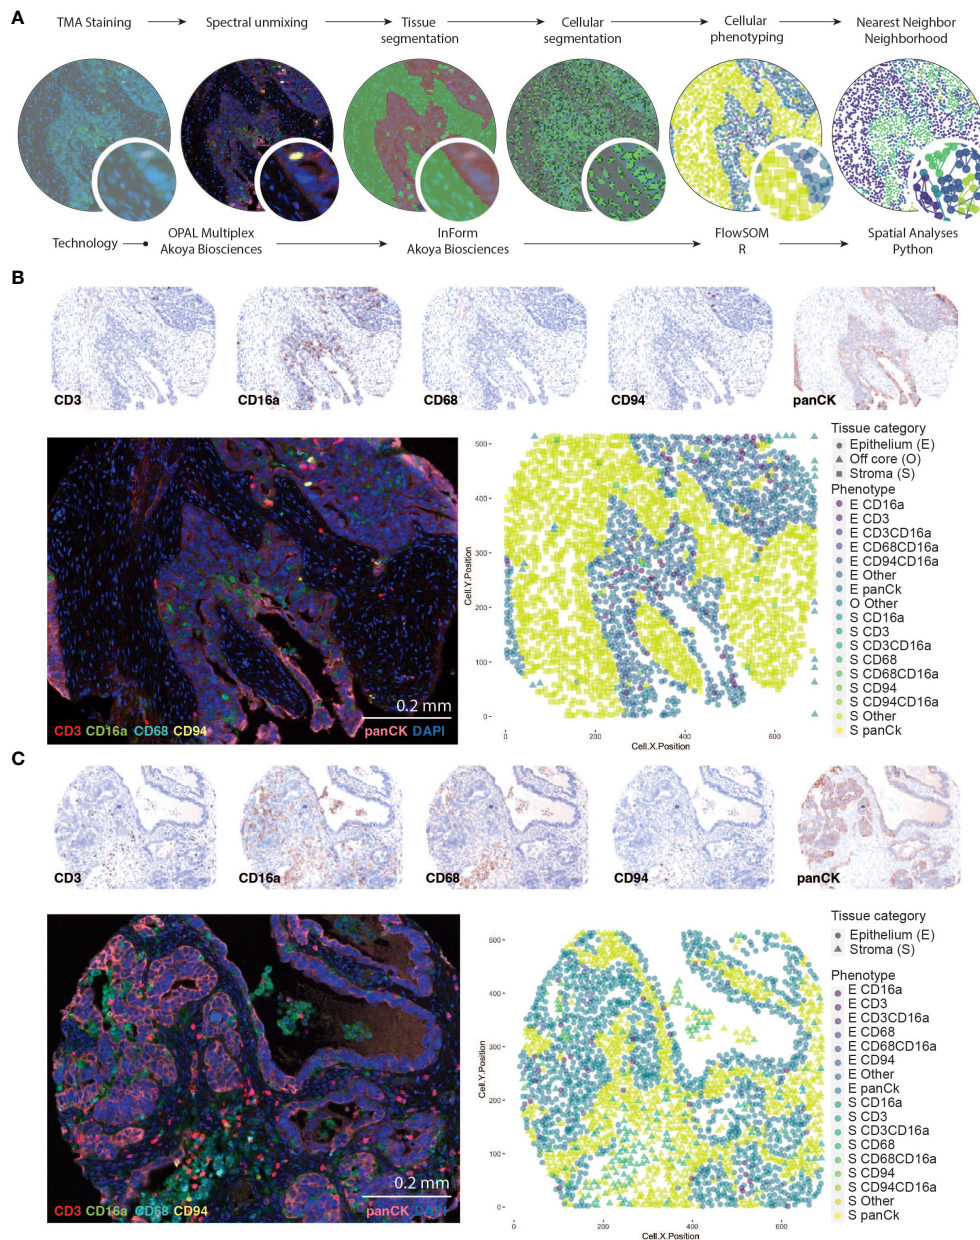 A
TMA Staining
Spectral unmixing
Tissue
segmentation
Cellular
segmentation
Cellular
phenotyping
Nearest Neighbor
Neighborhood
Technology
OPAL Multiplex
Akoya Biosciences
InForm
Akoya Biosciences
FlowSOM
R
Spatial Analyses
Python
B
CD3
CD16a
CD68
CD94
panCK
CD3 CD16a CD68 CD94
0.2 mm
panCK DAPI
Cell.Y.Position
500
400
300
200
100
0
0
200
400
600
Cell.X.Position
Tissue category
Epithelium (E)
Off core (O)
Stroma (S)
Phenotype
E CD16a
E CD3
E CD3CD16a
E CD68CD16a
E CD94CD16a
E Other
E panCk
O Other
S CD16a
S CD3
S CD3CD16a
S CD68
S CD68CD16a
S CD94
S CD94CD16a
S Other
S panCk
C
CD3
CD16a
CD68
CD94
panCK
CD3 CD16a CD68 CD94
0.2 mm
panCK DAPI
Cell.Y.Position
500
400
300
200
100
0
0
200
400
600
Cell.X.Position
Tissue category
Epithelium (E)
Stroma (S)
Phenotype
E CD16a
E CD3
E CD3CD16a
E CD68
E CD68CD16a
E CD94
E Other
E panCk
S CD16a
S CD3
S CD3CD16a
S CD68
S CD68CD16a
S CD94
S CD94CD16a
S Other
S panCk